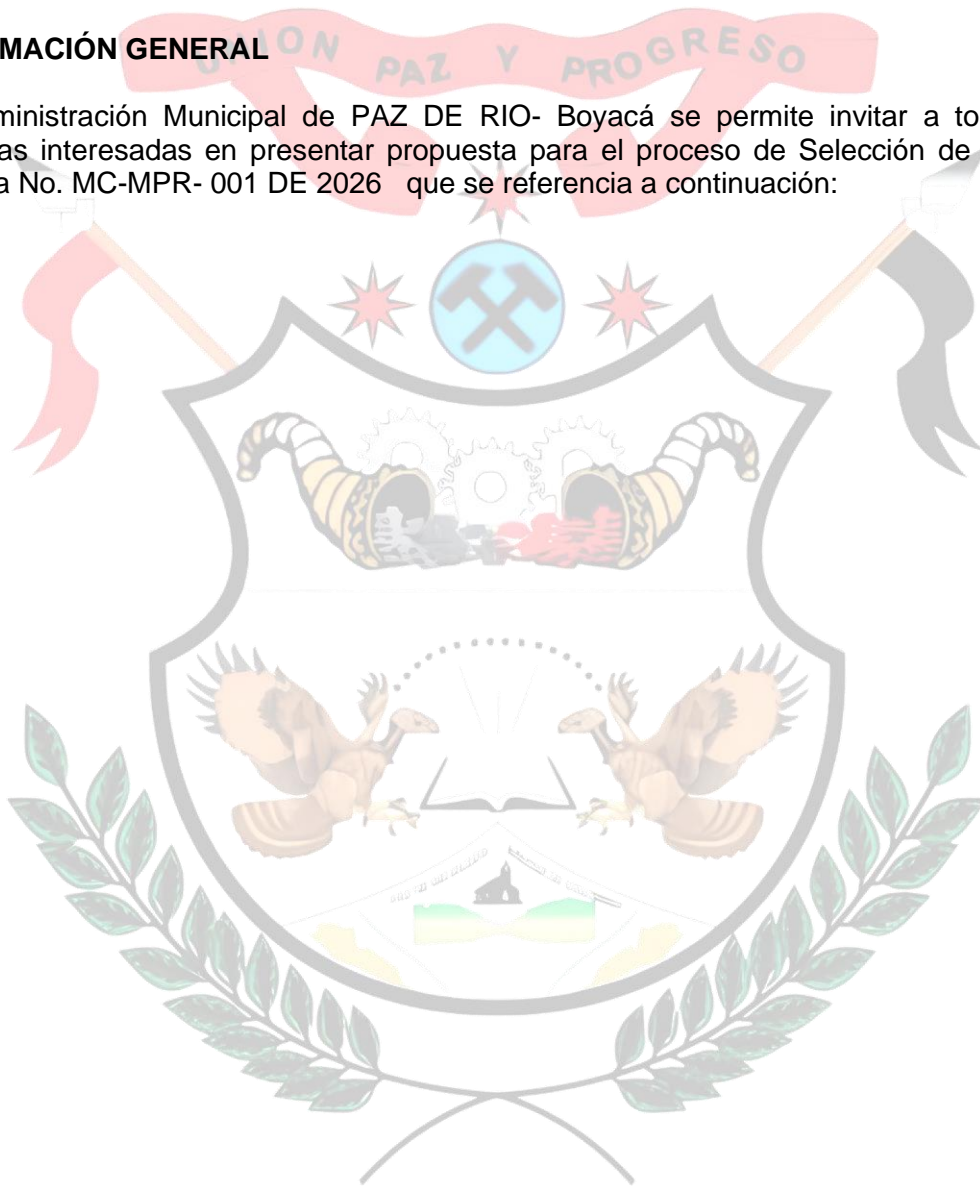 UNION PAZ Y PROGRESO
MACIÓN GENERAL
ministración Municipal de PAZ DE RIO- Boyacá se permite invitar a to
as interesadas en presentar propuesta para el proceso de Selección de
a No. MC-MPR- 001 DE 2026 que se referencia a continuación: